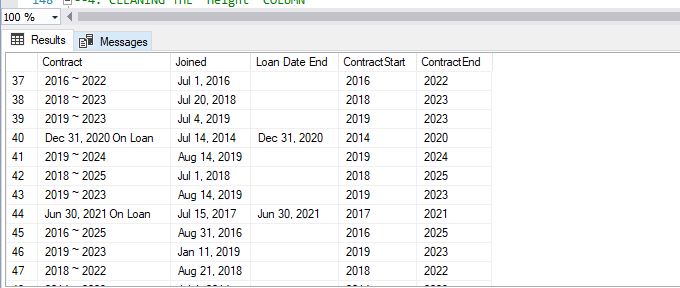 148 --4. CLEANING THE "Height" COLUMN
100 %
Results Messages
Contract Joined Loan Date End ContractStart ContractEnd
37 2016 ~ 2022 Jul 1, 2016 2016 2022
38 2018 ~ 2023 Jul 20, 2018 2018 2023
39 2019 ~ 2023 Jul 4, 2019 2019 2023
40 Dec 31, 2020 On Loan Jul 14, 2014 Dec 31, 2020 2014 2020
41 2019 ~ 2024 Aug 14, 2019 2019 2024
42 2018 ~ 2025 Jul 1, 2018 2018 2025
43 2019 ~ 2023 Aug 14, 2019 2019 2023
44 Jun 30, 2021 On Loan Jul 15, 2017 Jun 30, 2021 2017 2021
45 2016 ~ 2025 Aug 31, 2016 2016 2025
46 2019 ~ 2023 Jan 11, 2019 2019 2023
47 2018 ~ 2022 Aug 21, 2018 2018 2022